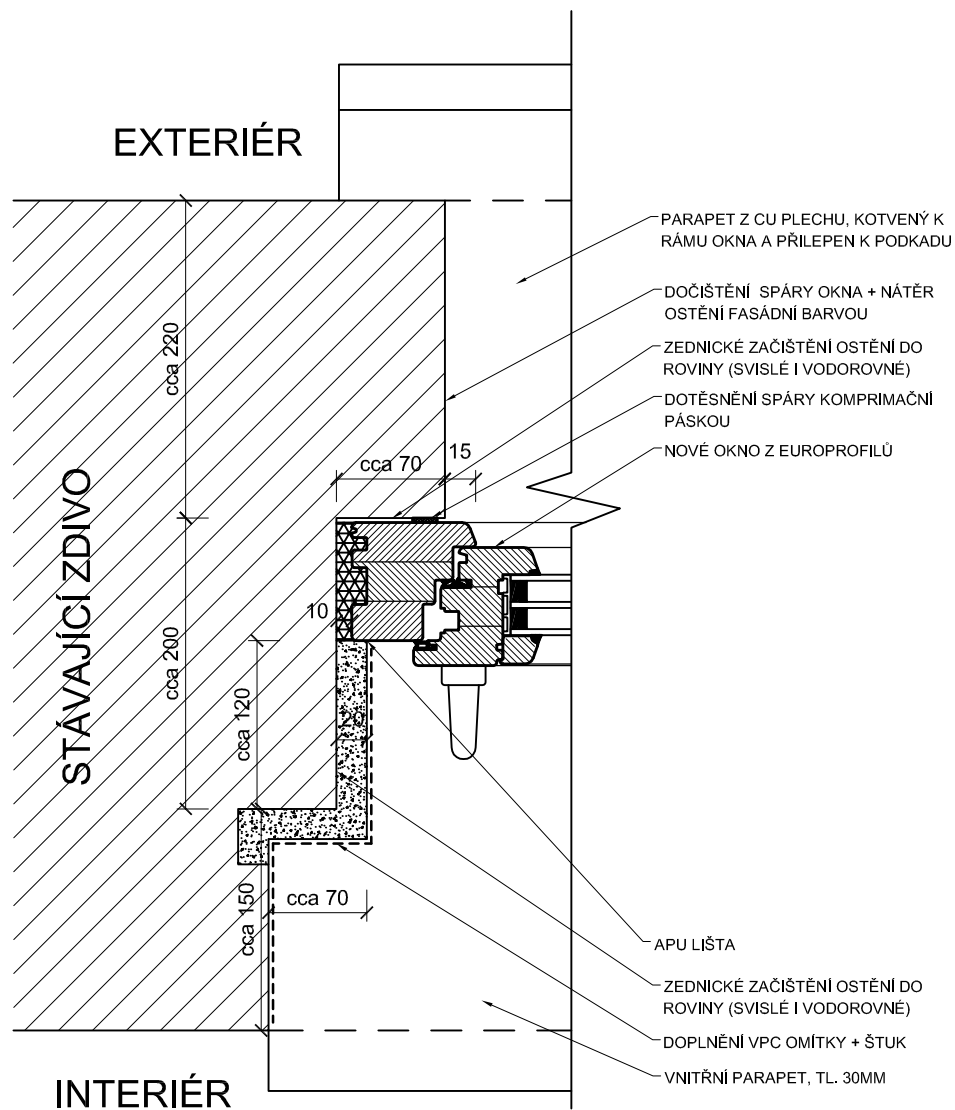 EXTERIÉR
PARAPET Z CU PLECHU, KOTVENÝ K
RÁMU OKNA A PŘILEPEN K PODKADU
DOČIŠTĚNÍ SPÁRY OKNA + NÁTĚR
OSTĚNÍ FASÁDNÍ BARVOU
ZEDNICKÉ ZAČIŠTĚNÍ OSTĚNÍ DO
ROVINY (SVISLÉ I VODOROVNÉ)
DOTĚSNĚNÍ SPÁRY KOMPRIMAČNÍ
PÁSKOU
NOVÉ OKNO Z EUROPROFILŮ
cca 220
cca 70
15
STÁVAJÍCÍ ZDIVO
cca 200
10
cca 120
20
cca 150
cca 70
APU LIŠTA
ZEDNICKÉ ZAČIŠTĚNÍ OSTĚNÍ DO
ROVINY (SVISLÉ I VODOROVNÉ)
DOPLNĚNÍ VPC OMÍTKY + ŠTUK
VNITŘNÍ PARAPET, TL. 30MM
INTERIÉR